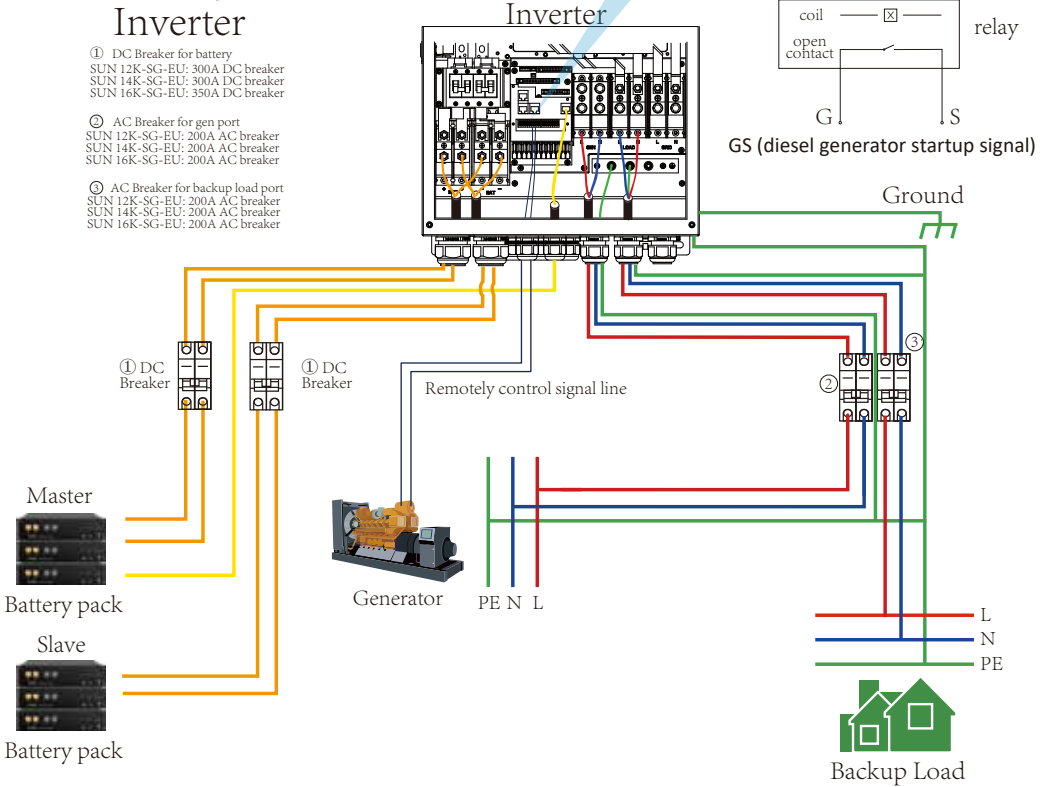 Inverter
① DC Breaker for battery
SUN 12K-SG-EU: 300A DC breaker
SUN 14K-SG-EU: 300A DC breaker
SUN 16K-SG-EU: 350A DC breaker
② AC Breaker for gen port
SUN 12K-SG-EU: 200A AC breaker
SUN 14K-SG-EU: 200A AC breaker
SUN 16K-SG-EU: 200A AC breaker
③ AC Breaker for backup load port
SUN 12K-SG-EU: 200A AC breaker
SUN 14K-SG-EU: 200A AC breaker
SUN 16K-SG-EU: 200A AC breaker
Inverter
coil
relay
open
contact
G S
GS (diesel generator startup signal)
LOAD
GRID
BAT
Ground
① DC
Breaker
① DC
Breaker
Remotely control signal line
②
③
Master
Battery pack
Slave
Battery pack
Generator
PE N L
L
N
PE
Backup Load